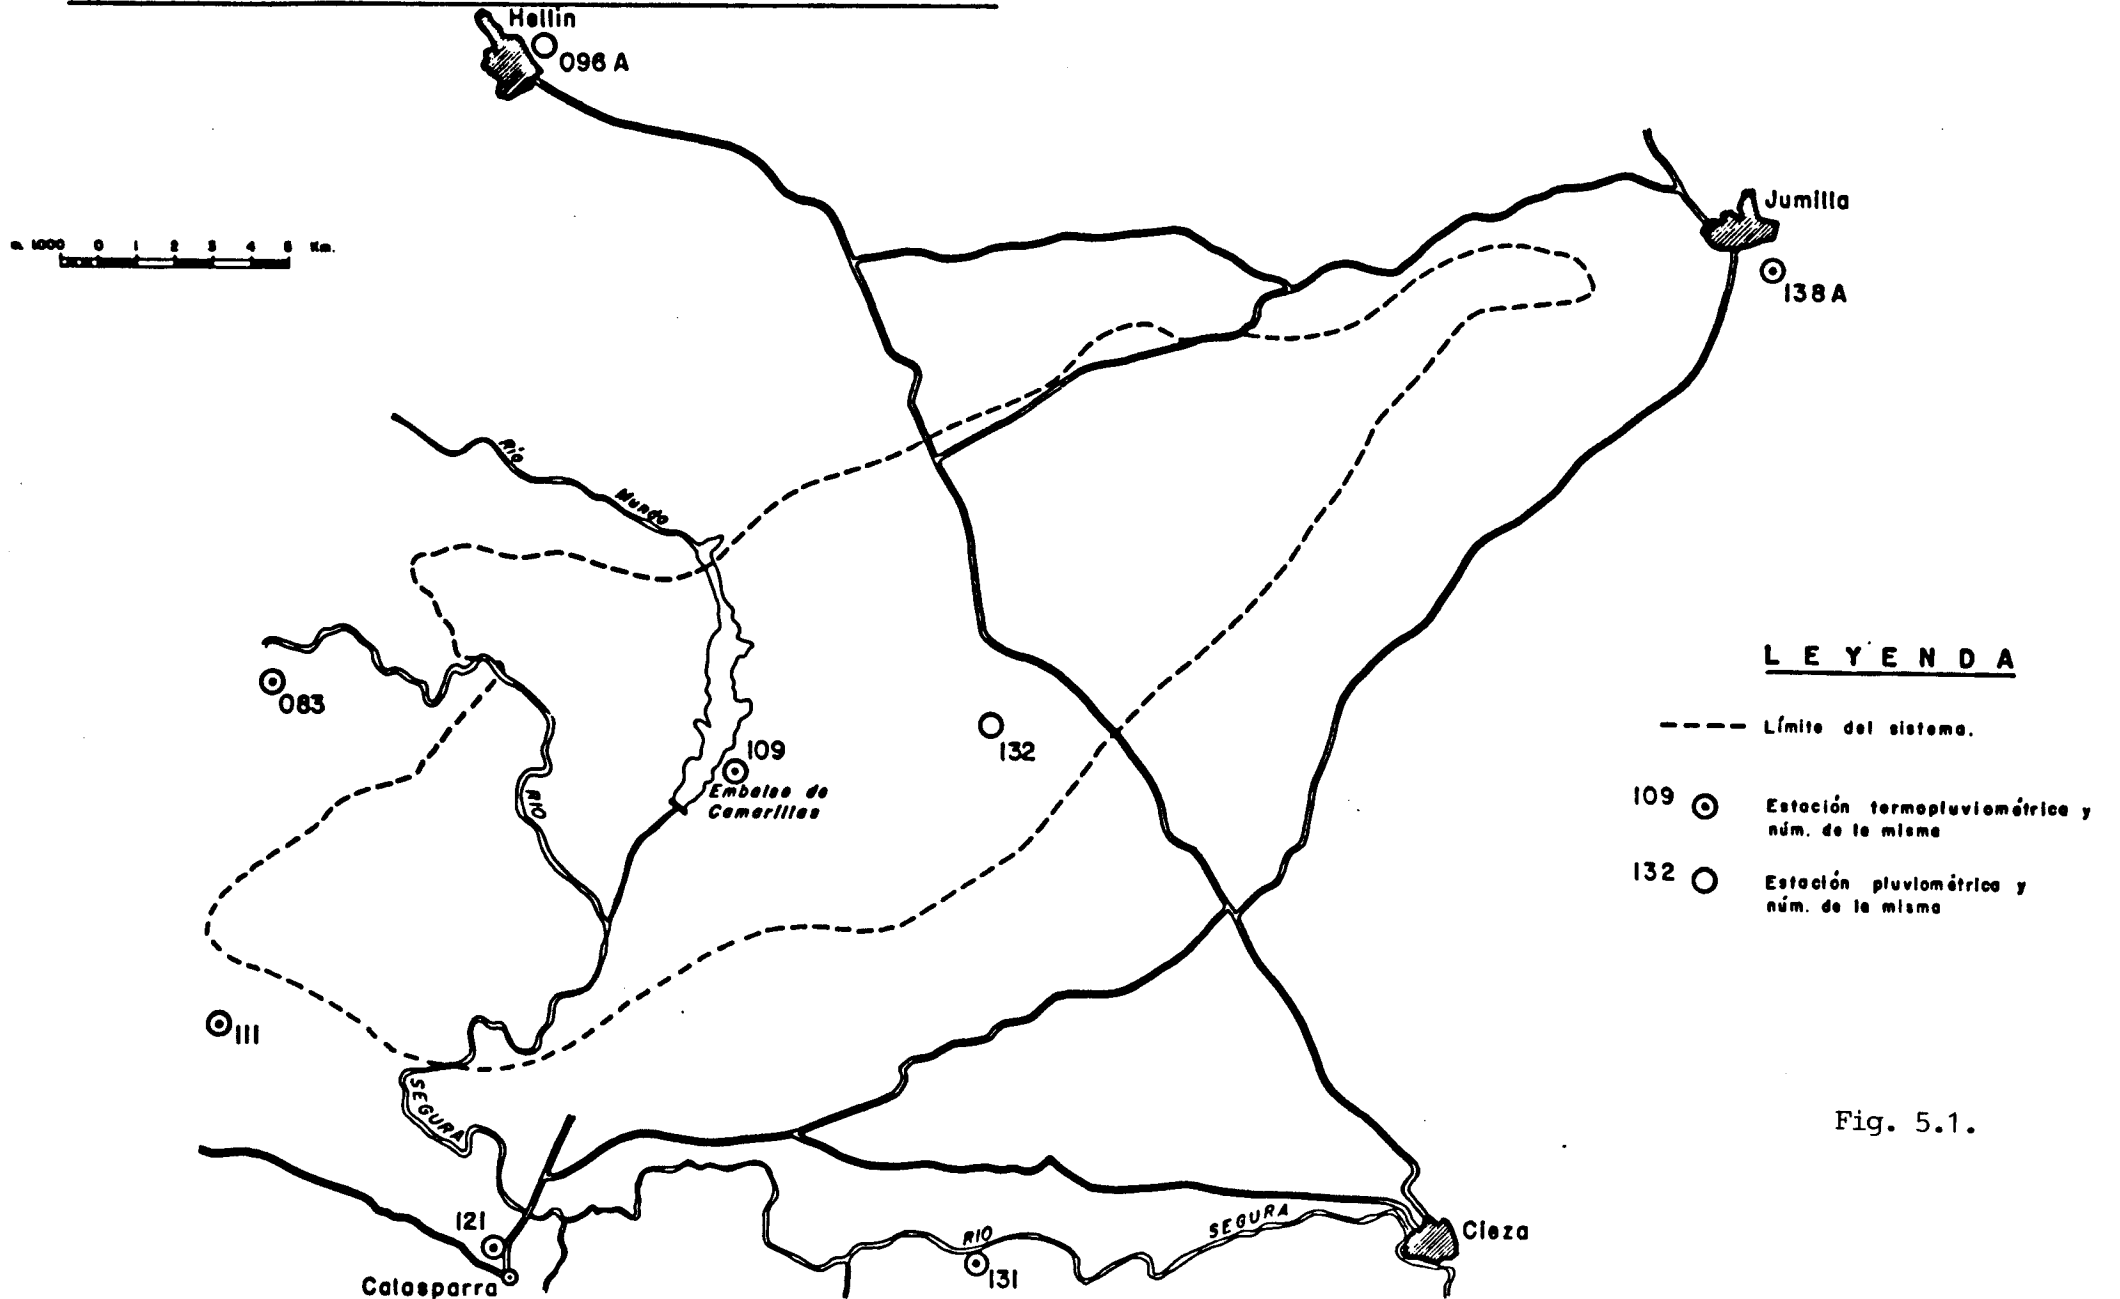 Hellín
096 A
Jumilla
138 A
1000 0 1 2 3 4 5 Km.
Río
Mundo
083
109
Embalse de
Camarillas
132
RIO
111
SEGURA
121
Calasparra
RIO
131
SEGURA
Cieza
LEYENDA
Límite del sistema.
109
Estación termopluviométrica y
núm. de la misma
132
Estación pluviométrica y
núm. de la misma
Fig. 5.1.